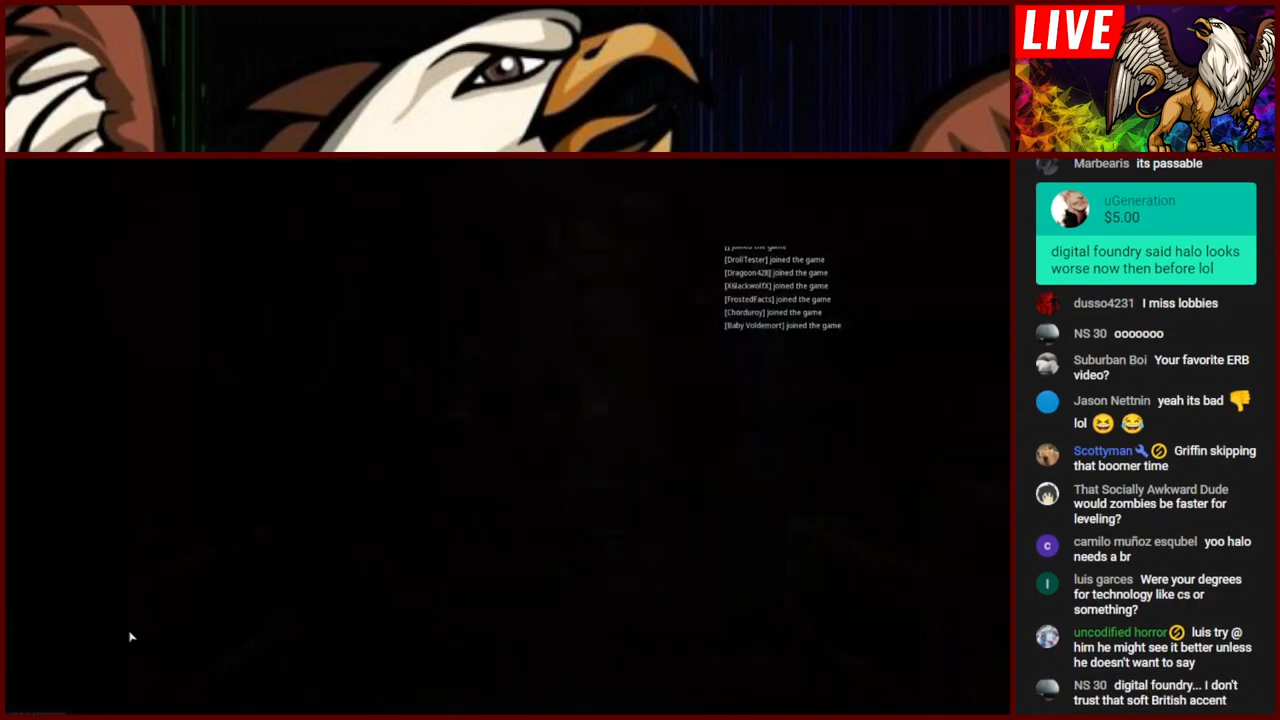 LIVE
[] joined the game
[DrollTester] joined the game
[Dragoon428] joined the game
[X6lackwolfX] joined the game
[FrostedFacts] joined the game
[Chorduroy] joined the game
[Baby Voldemort] joined the game
Marbearis its passable
uGeneration
$5.00
digital foundry said halo looks
worse now then before lol
dusso4231 I miss lobbies
NS 30 ooooooo
Suburban Boi Your favorite ERB
video?
Jason Nettnin yeah its bad 👎
lol 😆 😂
Scottyman Griffin skipping
that boomer time
That Socially Awkward Dude
would zombies be faster for
leveling?
c
camilo muñoz esqubel yoo halo
needs a br
l
luis garces Were your degrees
for technology like cs or
something?
uncodified horror luis try @
him he might see it better unless
he doesn't want to say
NS 30 digital foundry... I don't
trust that soft British accent